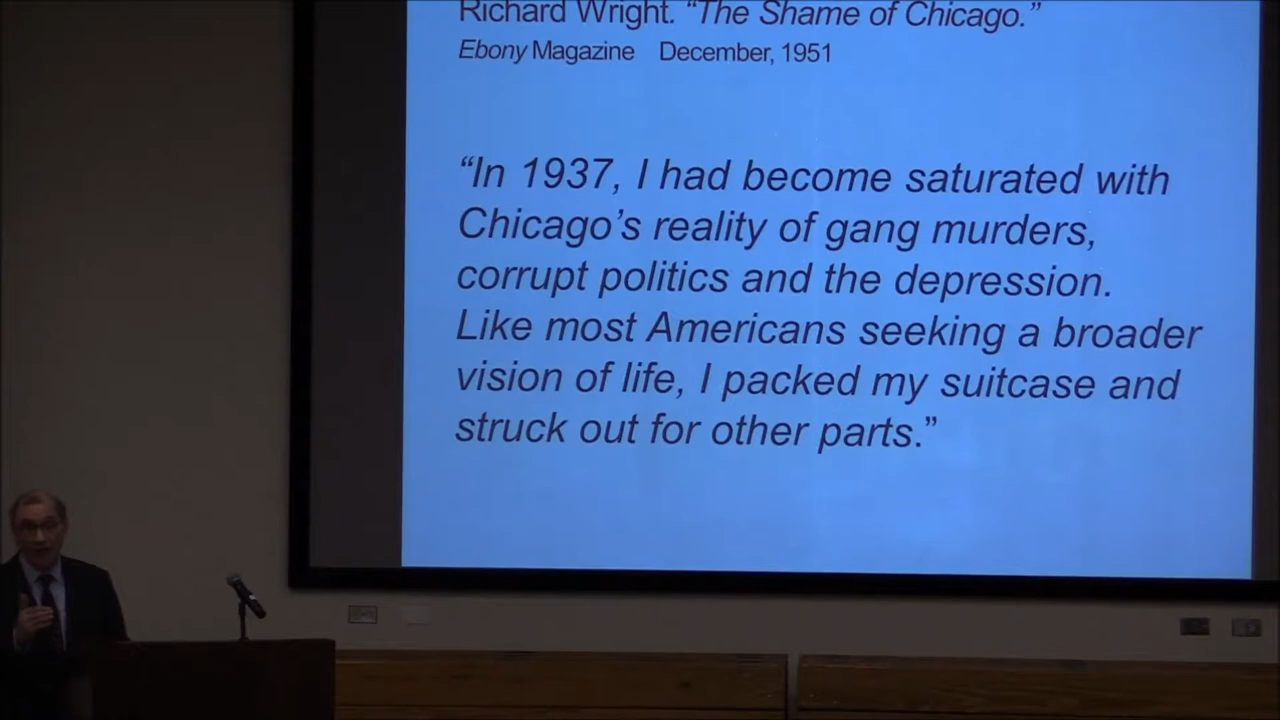 Richard Wright. “The Shame of Chicago.”
Ebony Magazine December, 1951
“In 1937, I had become saturated with
Chicago’s reality of gang murders,
corrupt politics and the depression.
Like most Americans seeking a broader
vision of life, I packed my suitcase and
struck out for other parts.”